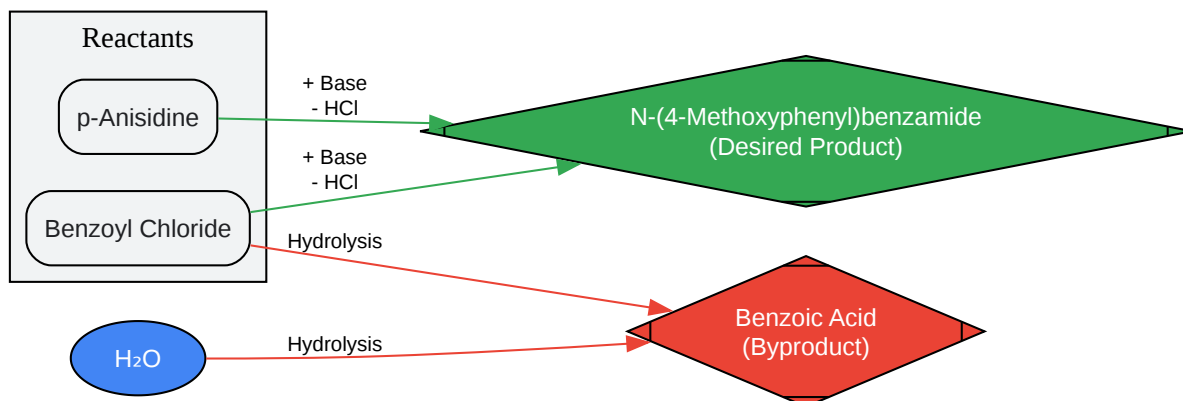 Reactants
p-Anisidine
+ Base
- HCl
N-(4-Methoxyphenyl)benzamide
(Desired Product)
+ Base
- HCl
Benzoyl Chloride
Hydrolysis
Benzoic Acid
(Byproduct)
H₂O
Hydrolysis